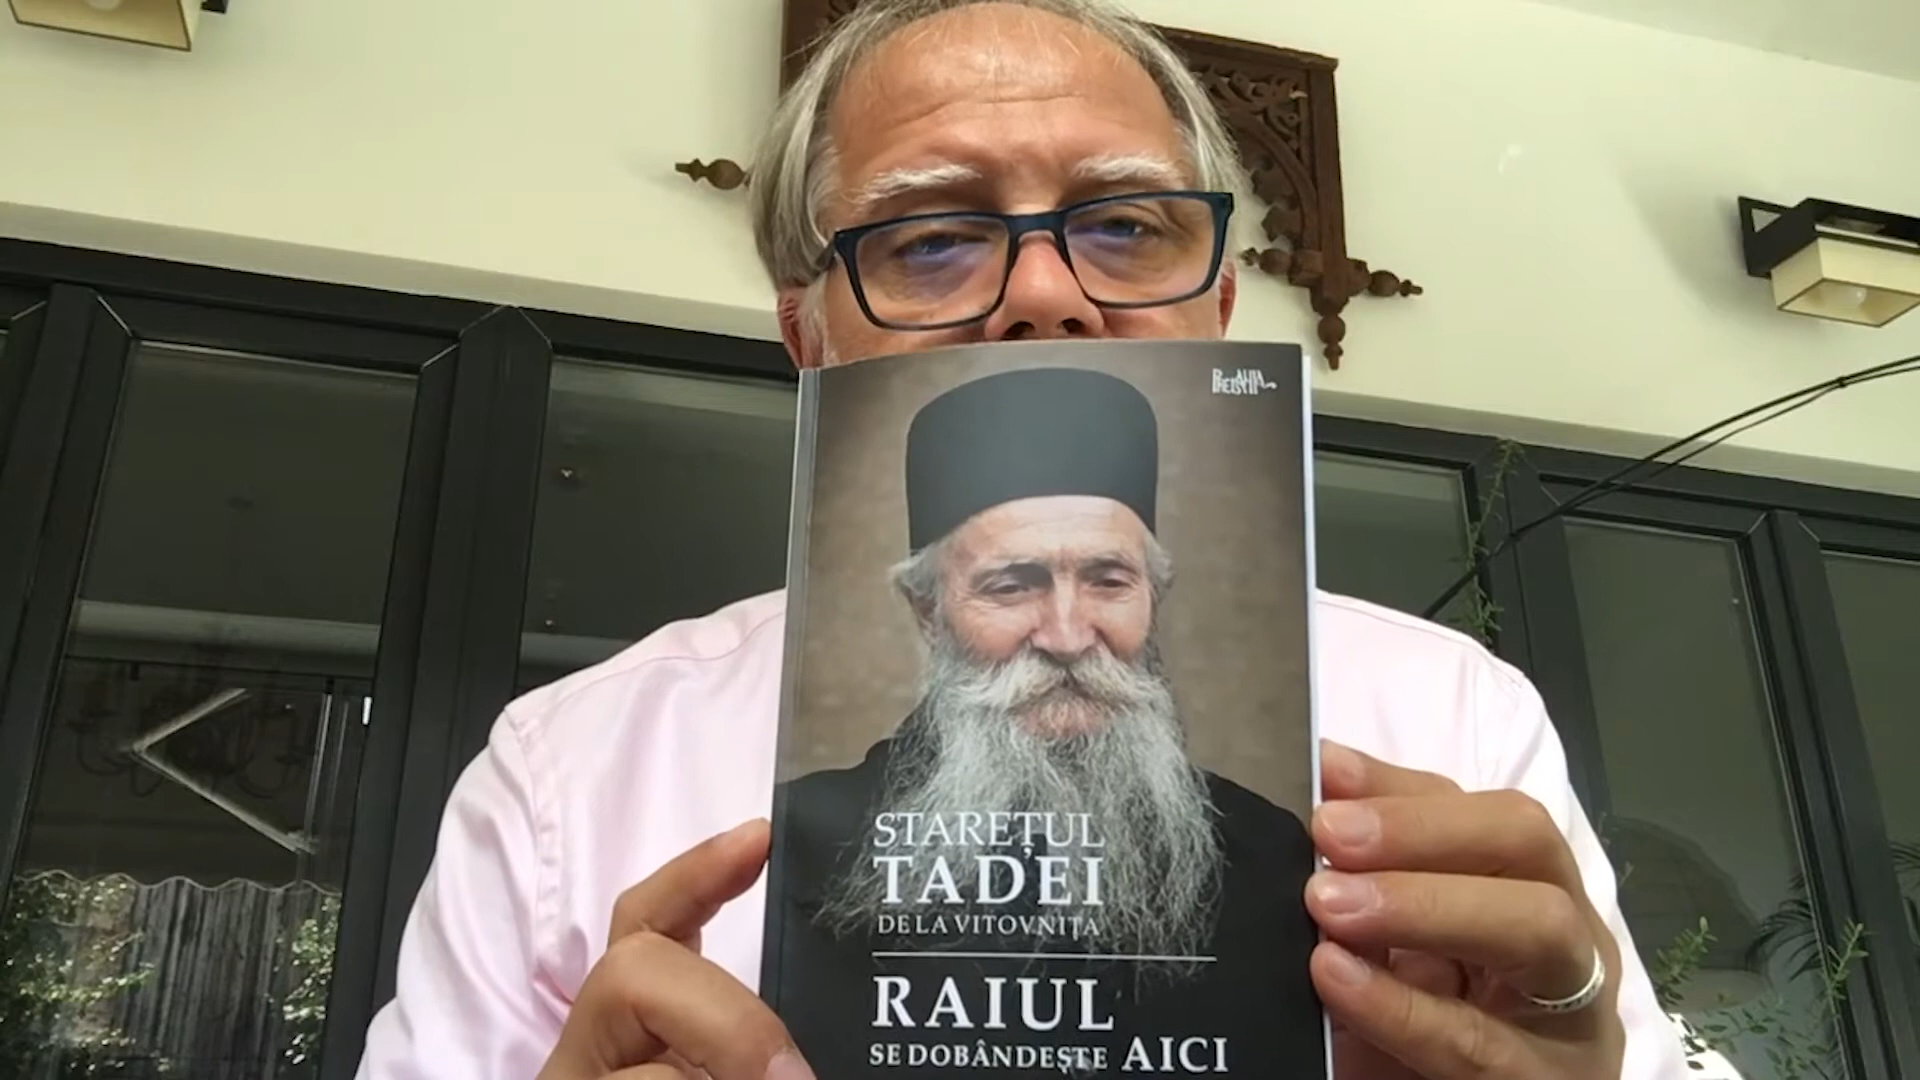 STAREȚUL
TADEI
DE LA VITOVNIȚA
RAIUL
SE DOBÂNDEȘTE AICI